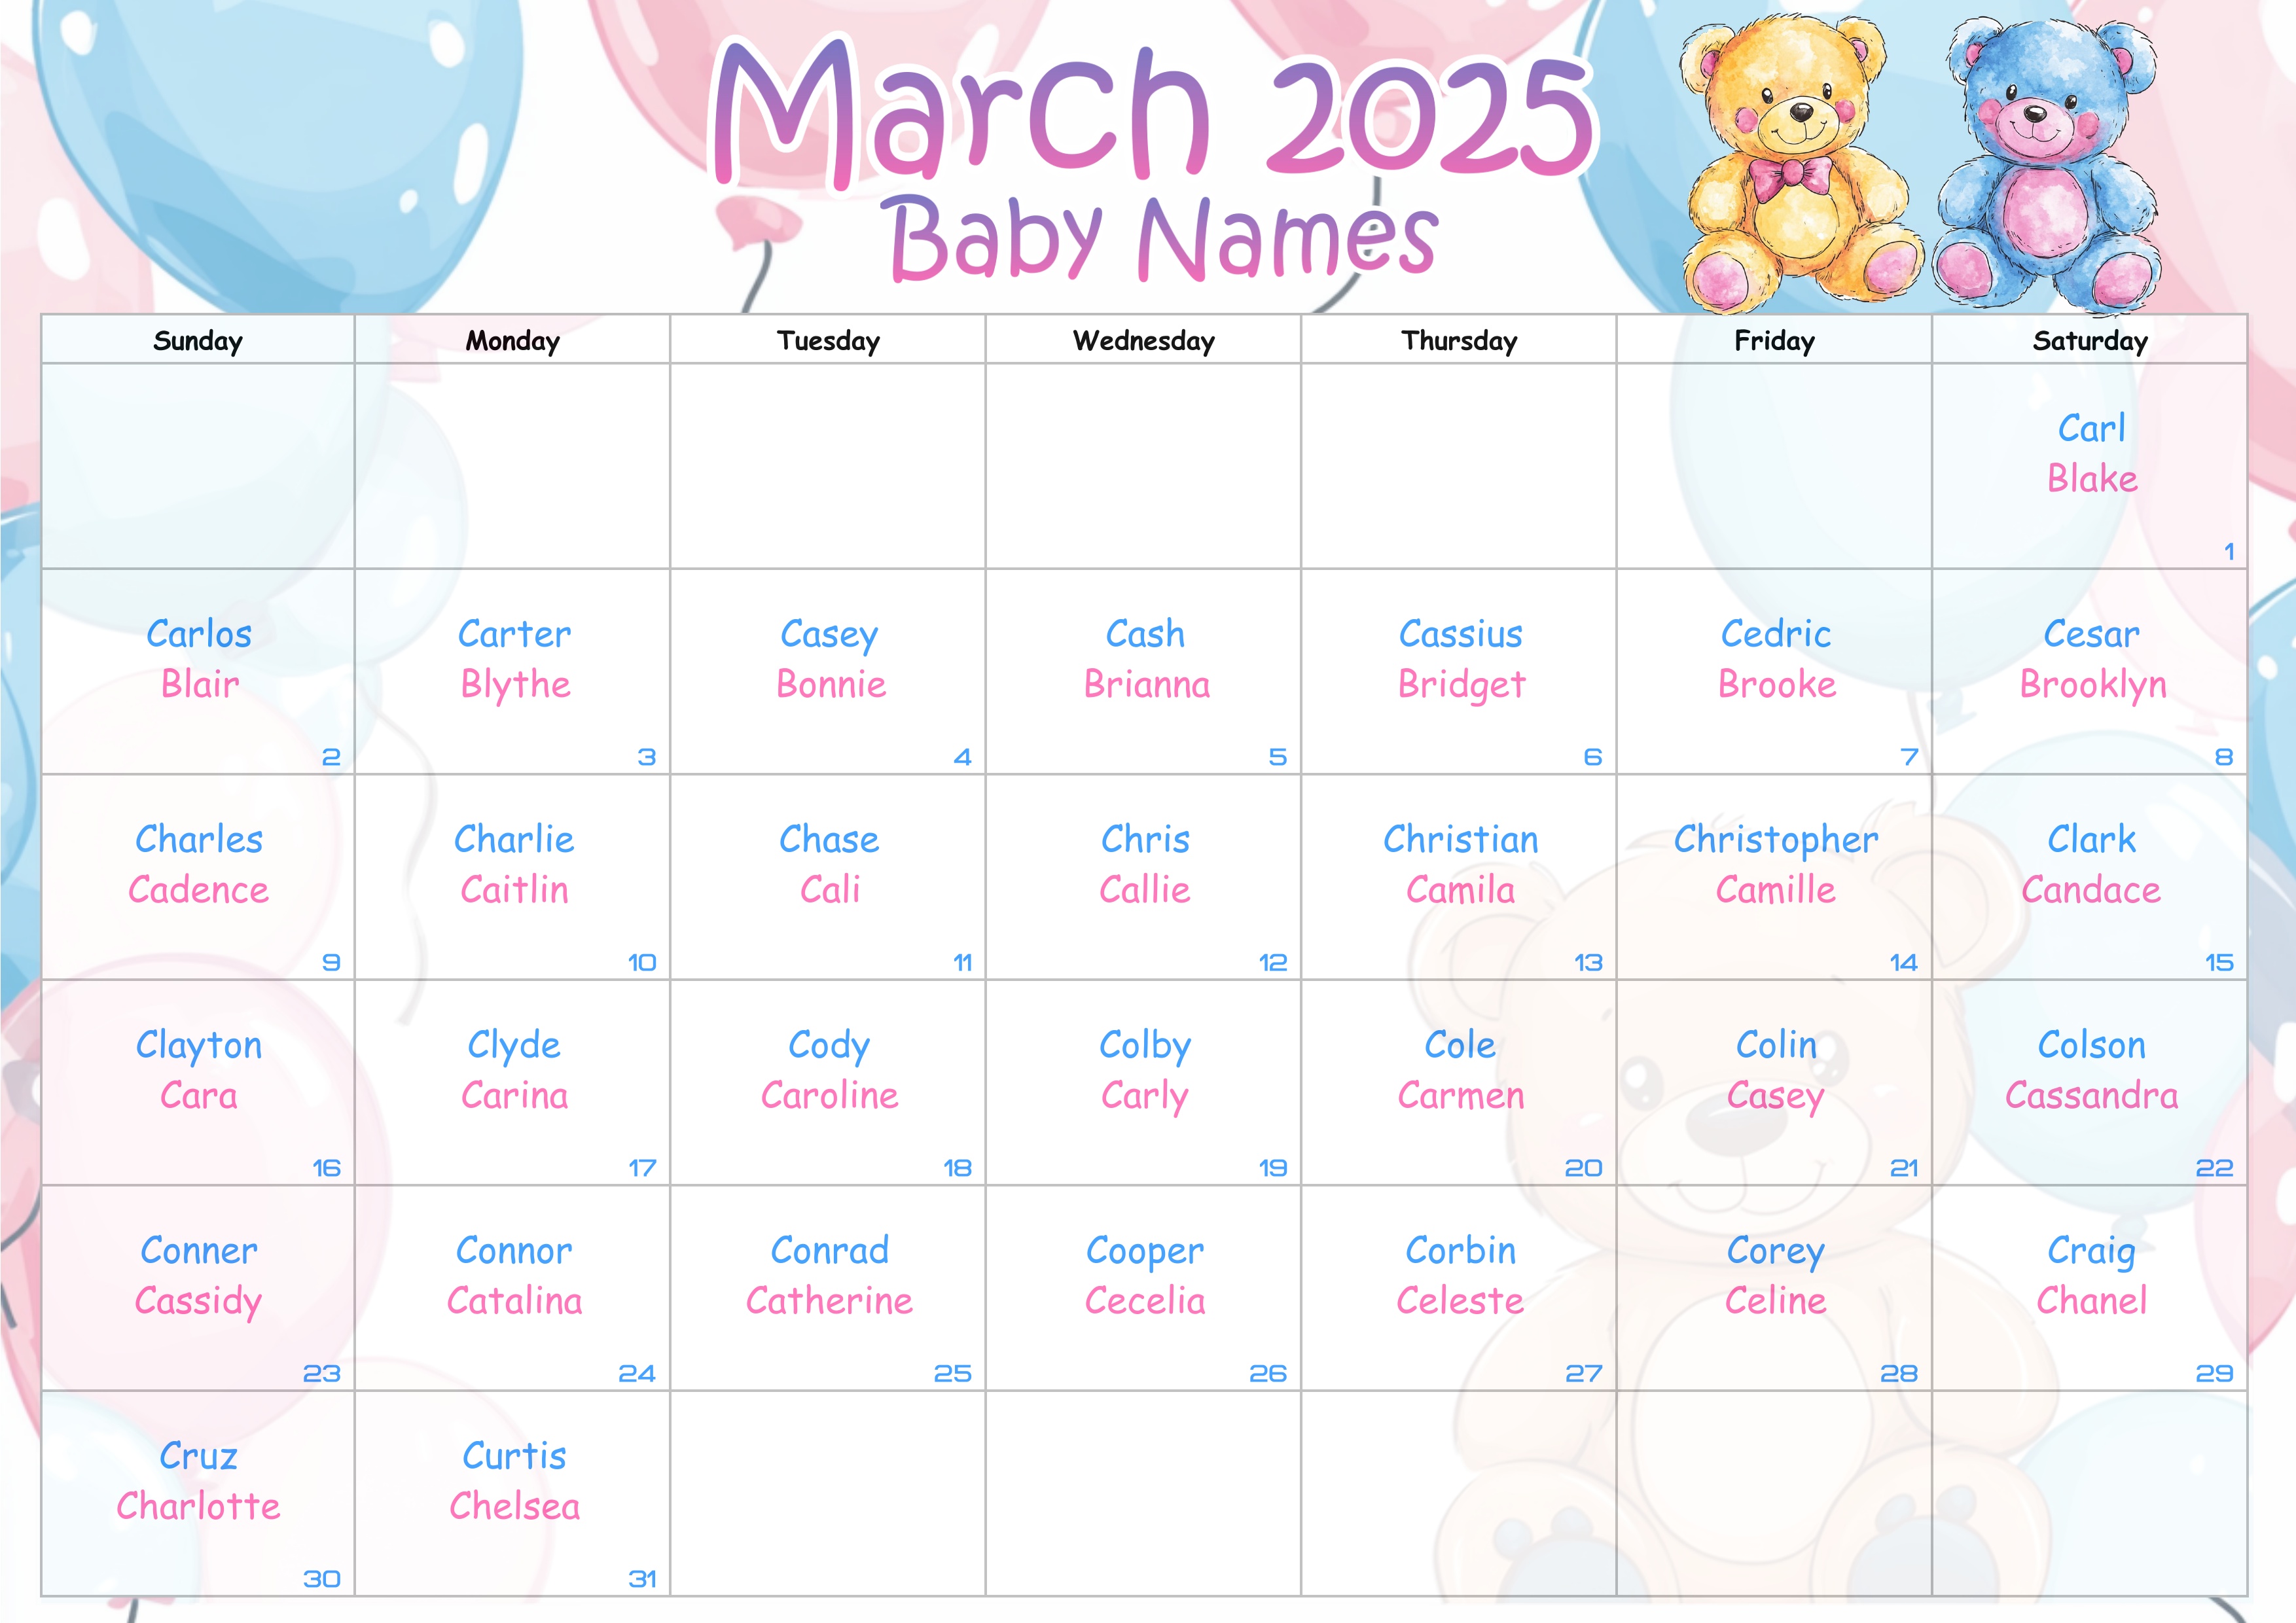 March 2025
Baby Names
Sunday Monday Tuesday Wednesday Thursday Friday Saturday
Carl
Blake
1
Carlos Carter Casey Cash Cassius Cedric Cesar
Blair Blythe Bonnie Brianna Bridget Brooke Brooklyn
2 3 4 5 6 7 8
Charles Charlie Chase Chris Christian Christopher Clark
Cadence Caitlin Cali Callie Camila Camille Candace
9 10 11 12 13 14 15
Clayton Clyde Cody Colby Cole Colin Colson
Cara Carina Caroline Carly Carmen Casey Cassandra
16 17 18 19 20 21 22
Conner Connor Conrad Cooper Corbin Corey Craig
Cassidy Catalina Catherine Cecelia Celeste Celine Chanel
23 24 25 26 27 28 29
Cruz Curtis
Charlotte Chelsea
30 31